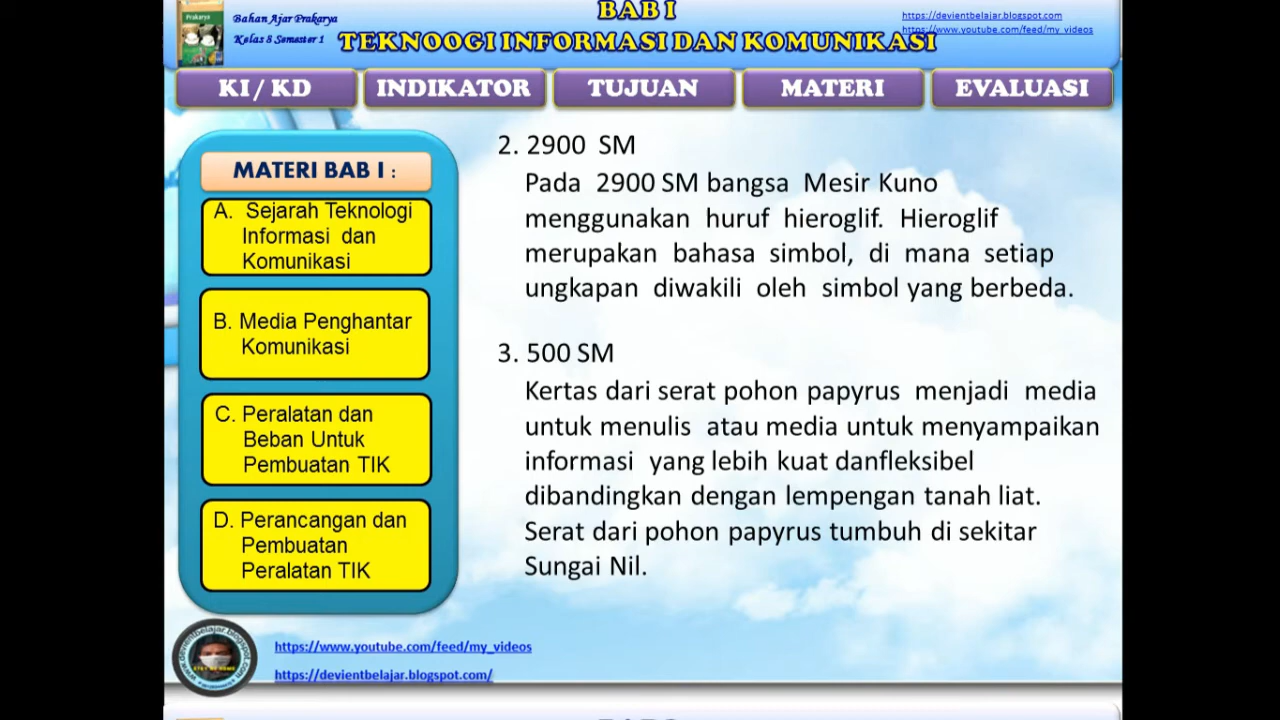 Prakarya
Bahan Ajar Prakarya
Kelas 8 Semester 1
BAB I
TEKNOOGI INFORMASI DAN KOMUNIKASI
https://devientbelajar.blogspot.com
https://www.youtube.com/feed/my_videos
KI / KD
INDIKATOR
TUJUAN
MATERI
EVALUASI
MATERI BAB I :
A. Sejarah Teknologi
Informasi dan
Komunikasi
B. Media Penghantar
Komunikasi
C. Peralatan dan
Beban Untuk
Pembuatan TIK
D. Perancangan dan
Pembuatan
Peralatan TIK
2. 2900 SM
Pada 2900 SM bangsa Mesir Kuno
menggunakan huruf hieroglif. Hieroglif
merupakan bahasa simbol, di mana setiap
ungkapan diwakili oleh simbol yang berbeda.
3. 500 SM
Kertas dari serat pohon papyrus menjadi media
untuk menulis atau media untuk menyampaikan
informasi yang lebih kuat danfleksibel
dibandingkan dengan lempengan tanah liat.
Serat dari pohon papyrus tumbuh di sekitar
Sungai Nil.
https://www.youtube.com/feed/my_videos
https://devientbelajar.blogspot.com/